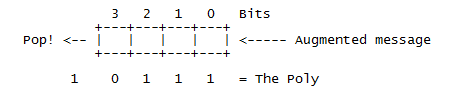 3   2   1   0   Bits
+---+---+---+---+
Pop! <-- |   |   |   |   | <----- Augmented message
+---+---+---+---+
1   0   1   1   1   = The Poly